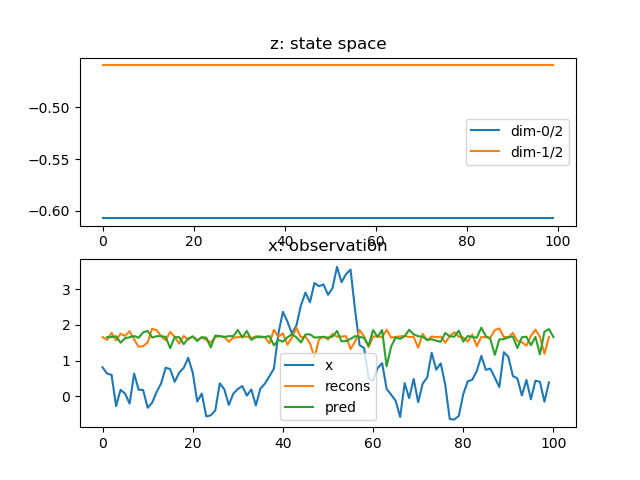 z: state space
−0.50
−0.55
−0.60
dim-0/2
dim-1/2
0 20 40 60 80 100
x: observation
3
2
1
0
x
recons
pred
0 20 40 60 80 100